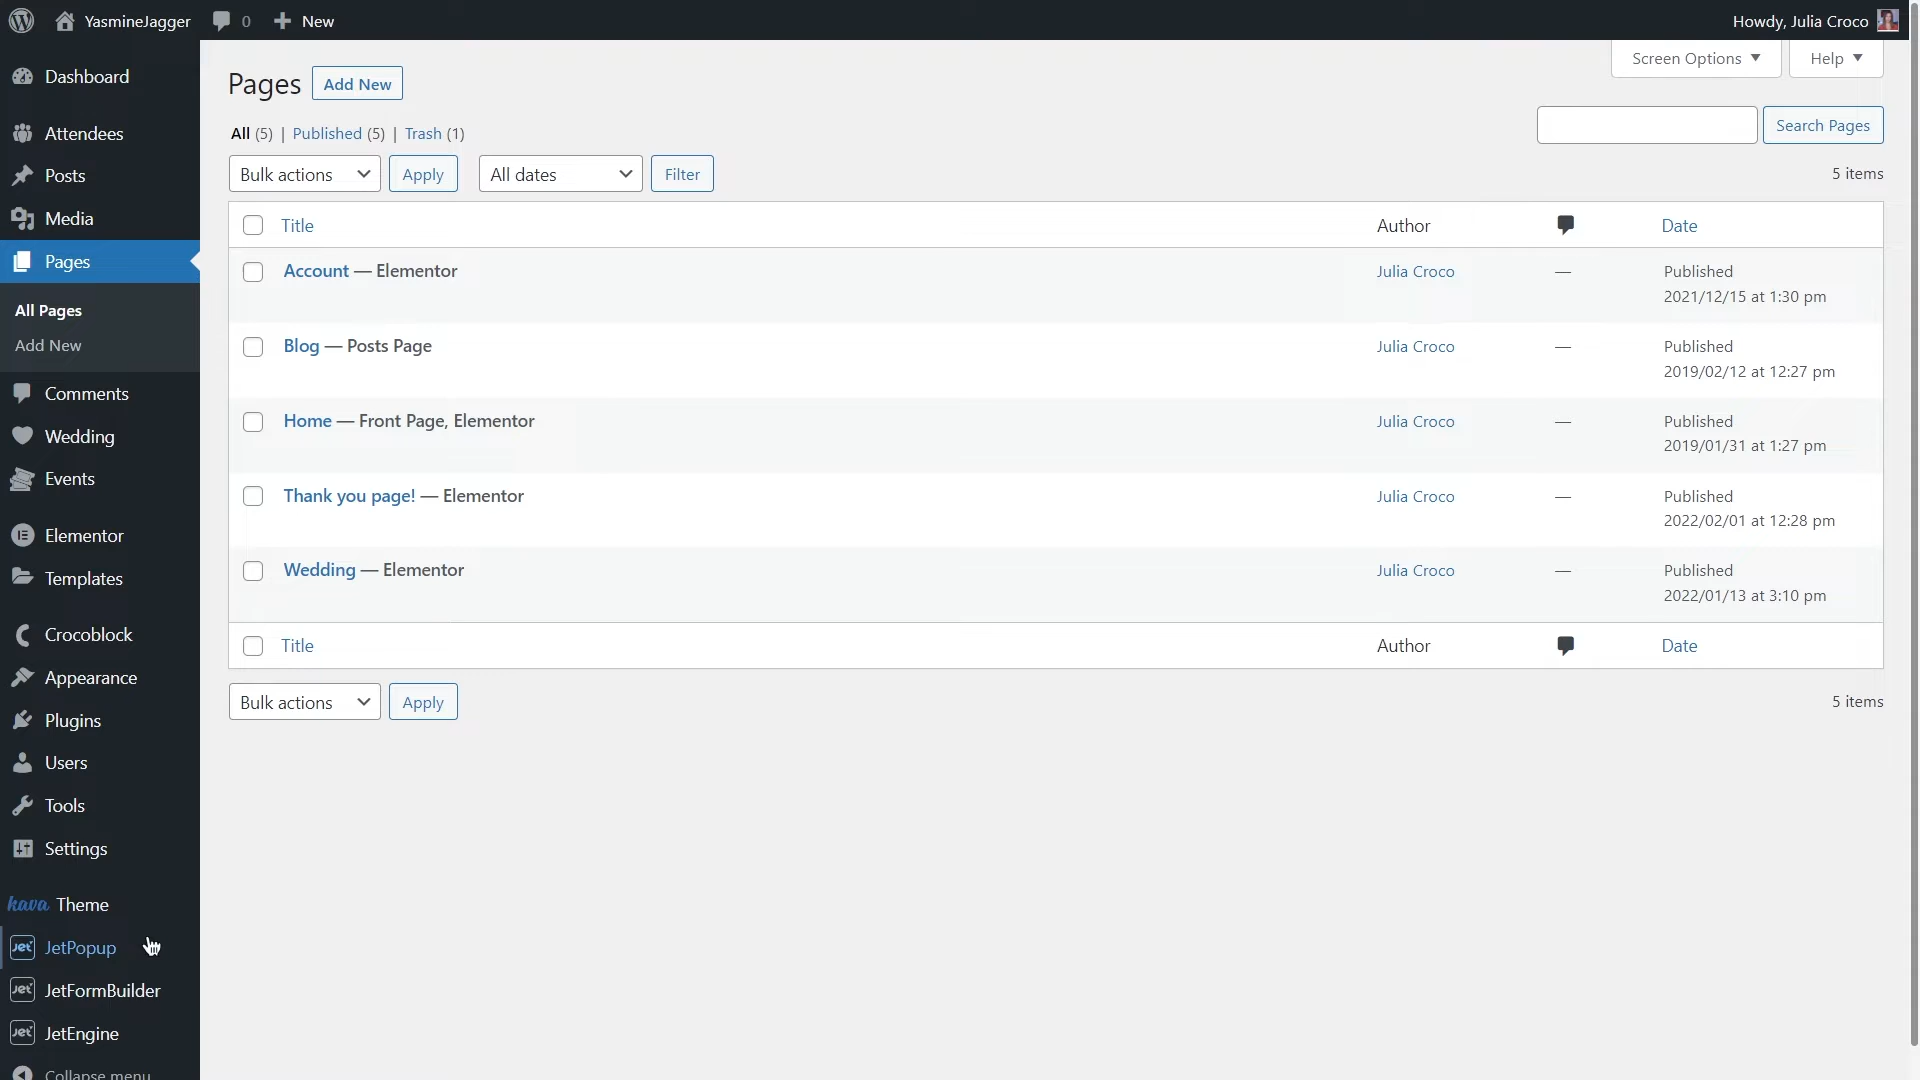 YasmineJagger 0 New Howdy, Julia Croco
Dashboard
Attendees
Posts
Media
Pages
All Pages
Add New
Comments
Wedding
Events
Elementor
Templates
Crocoblock
Appearance
Plugins
Users
Tools
Settings
kava Theme
Jet JetPopup
Jet JetFormBuilder
Jet JetEngine
Collapse menu
Screen Options Help
Pages Add New
All (5) | Published (5) | Trash (1)
Search Pages
Bulk actions Apply All dates Filter 5 items
Title Author Date
Account — Elementor Julia Croco — Published
2021/12/15 at 1:30 pm
Blog — Posts Page Julia Croco — Published
2019/02/12 at 12:27 pm
Home — Front Page, Elementor Julia Croco — Published
2019/01/31 at 1:27 pm
Thank you page! — Elementor Julia Croco — Published
2022/02/01 at 12:28 pm
Wedding — Elementor Julia Croco — Published
2022/01/13 at 3:10 pm
Title Author Date
Bulk actions Apply 5 items